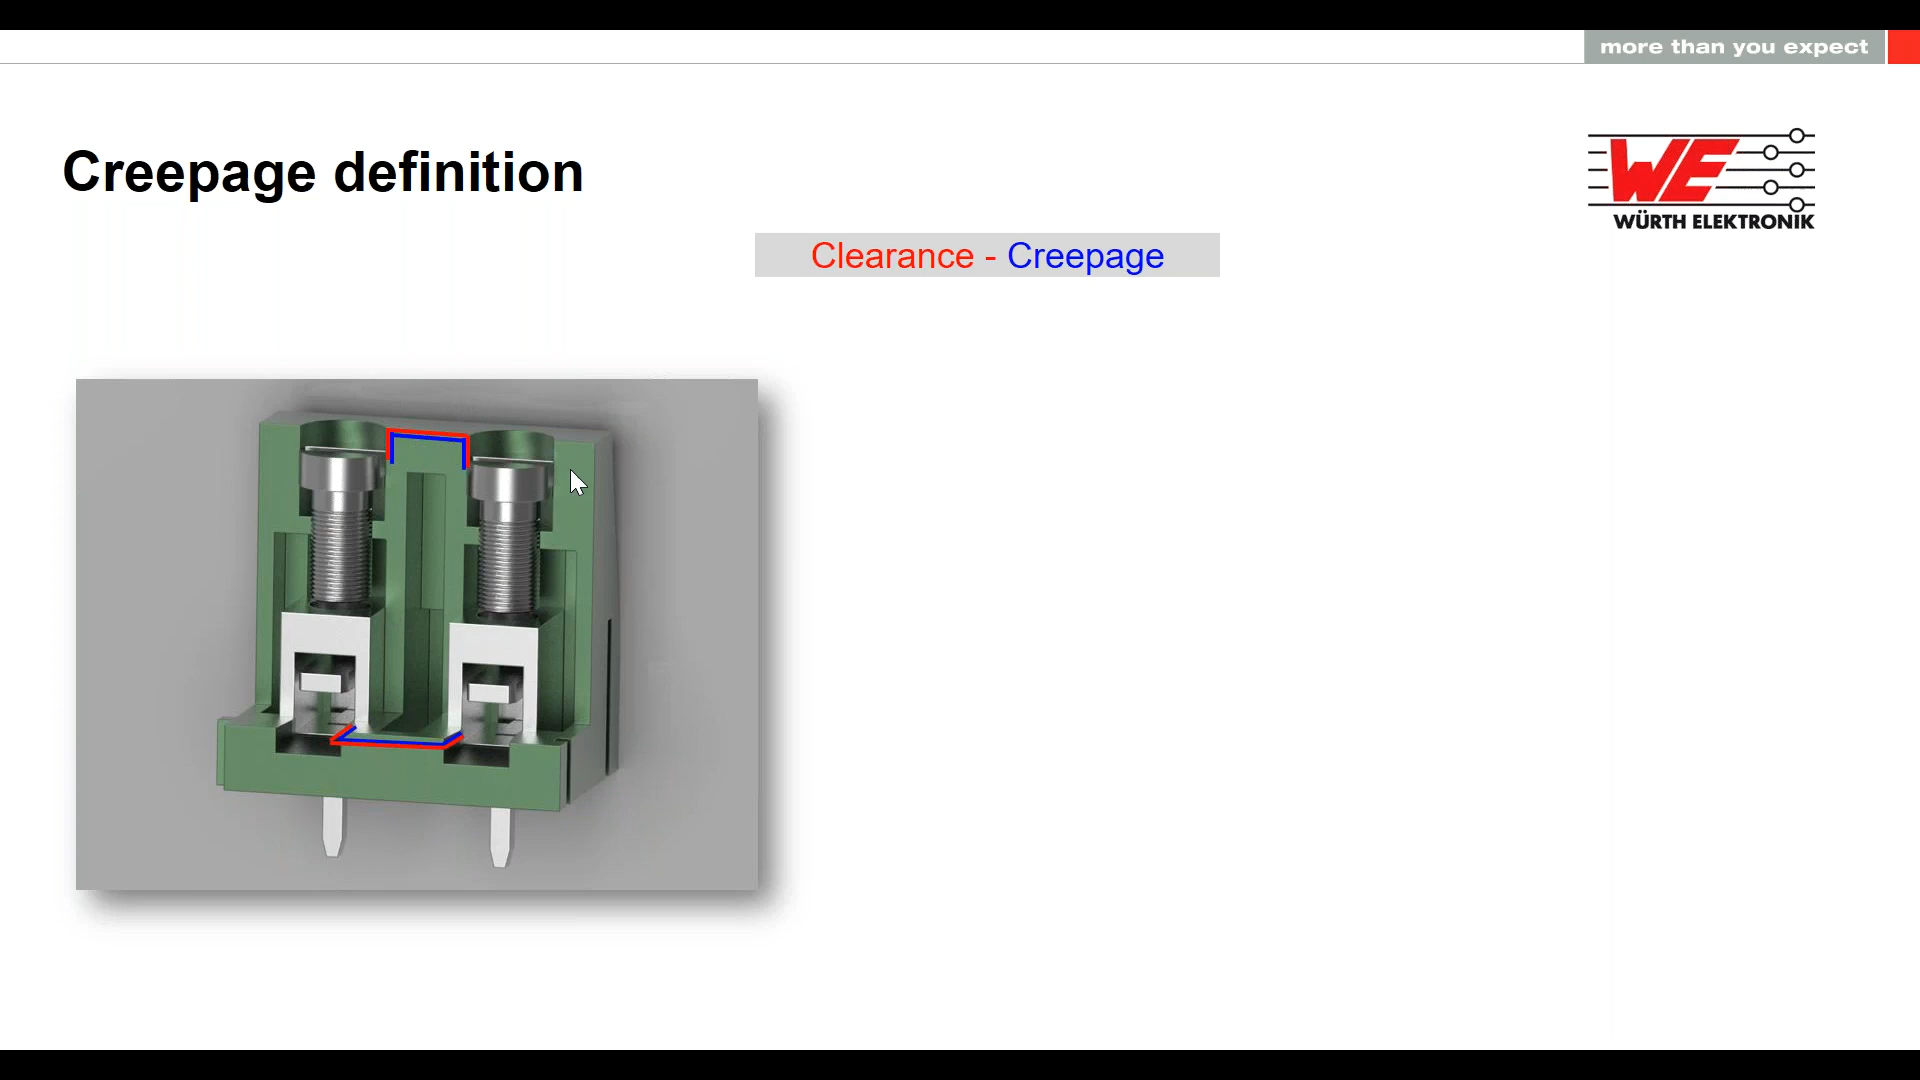 more than you expect
Creepage definition
WE
WÜRTH ELEKTRONIK
Clearance - Creepage